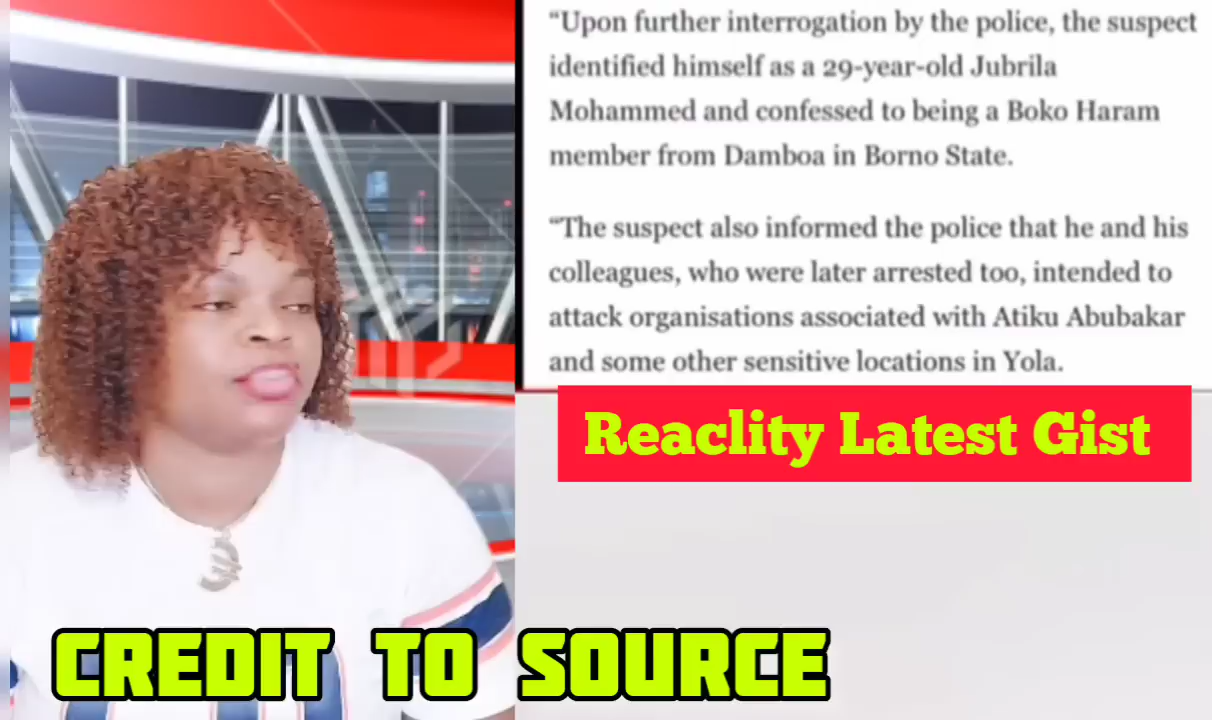 “Upon further interrogation by the police, the suspect
identified himself as a 29-year-old Jubrila
Mohammed and confessed to being a Boko Haram
member from Damboa in Borno State.
“The suspect also informed the police that he and his
colleagues, who were later arrested too, intended to
attack organisations associated with Atiku Abubakar
and some other sensitive locations in Yola.
Reaclity Latest Gist
CREDIT TO SOURCE